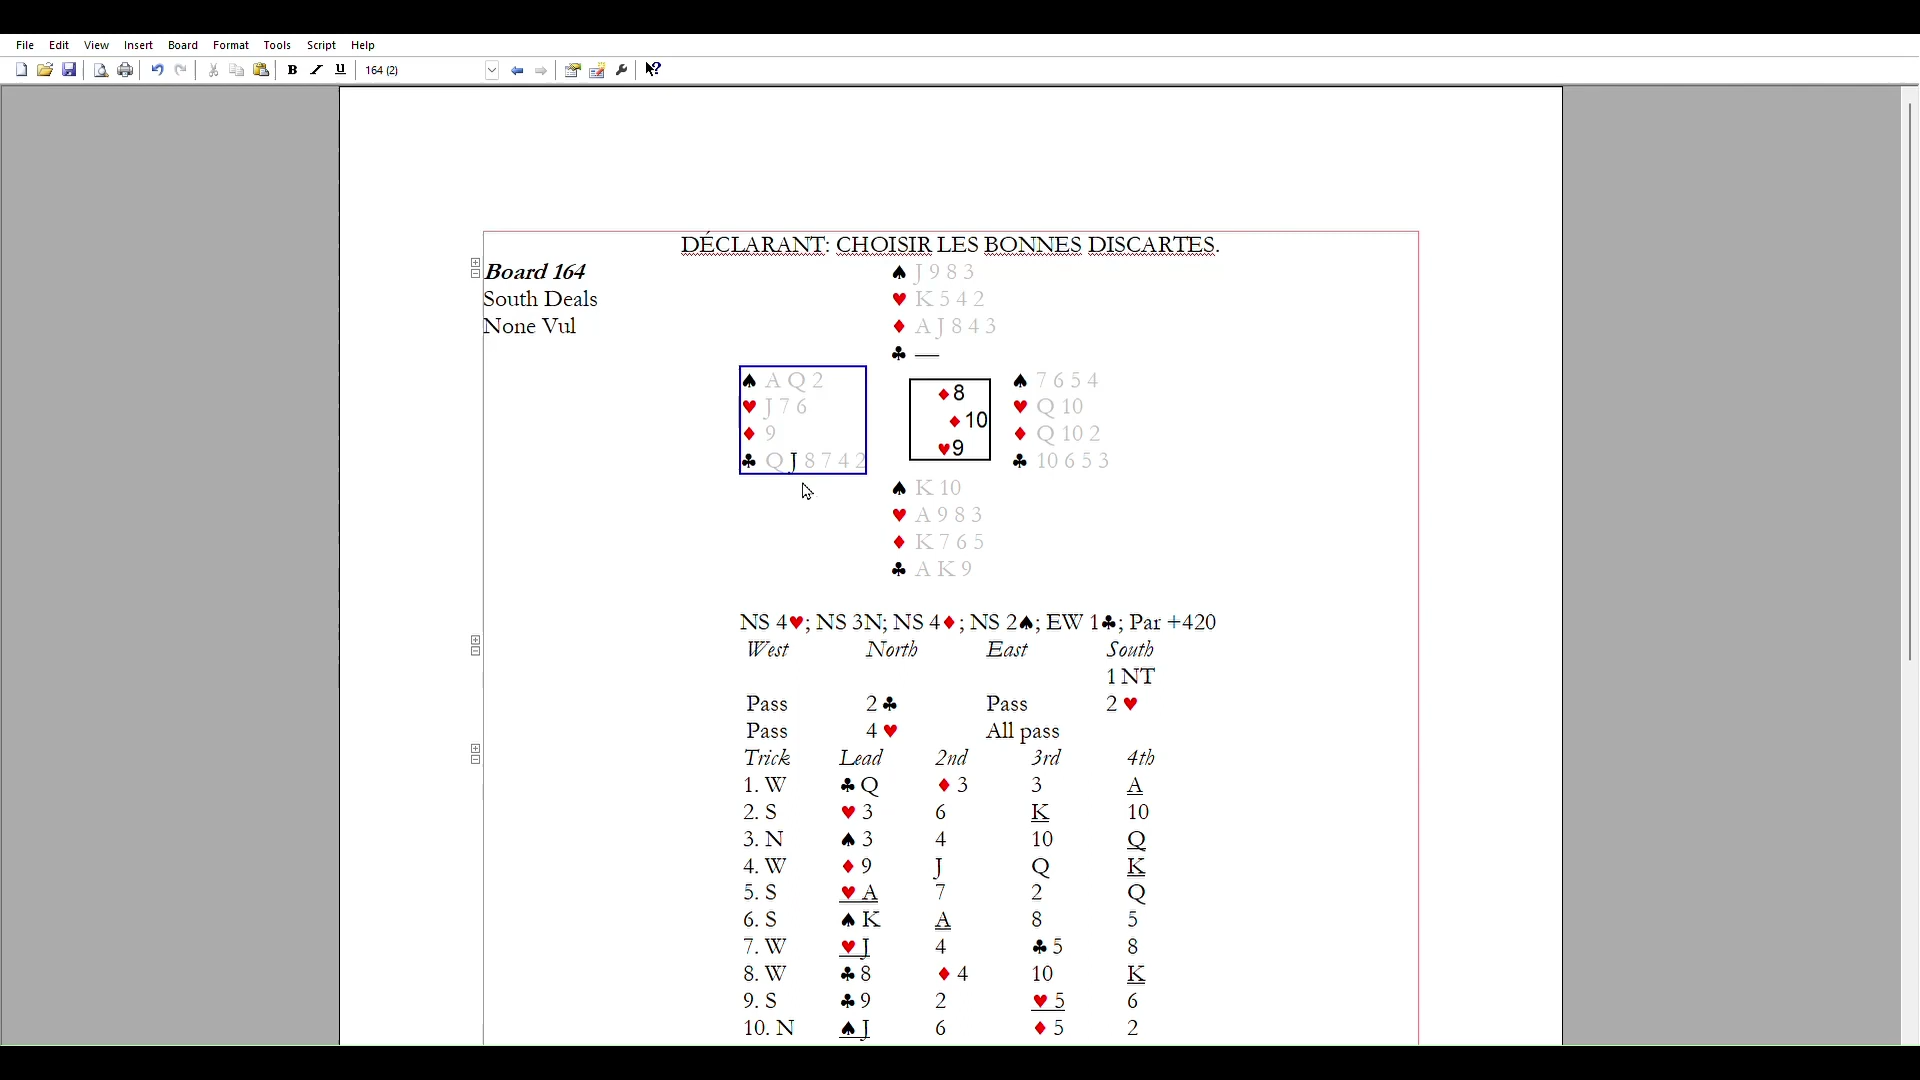 File Edit View Insert Board Format Tools Script Help
B I U 164 (2)
DÉCLARANT: CHOISIR LES BONNES DISCARTES.
Board 164
South Deals
None Vul
♠ J 9 8 3
♥ K 5 4 2
♦ A J 8 4 3
♣ —
♠ A Q 2
♥ J 7 6
♦ 9
♣ Q J 8 7 4 2
♦ 8
♦ 10
♥ 9
♠ 7 6 5 4
♥ Q 10
♦ Q 10 2
♣ 10 6 5 3
♠ K 10
♥ A 9 8 3
♦ K 7 6 5
♣ A K 9
NS 4♥; NS 3N; NS 4♦; NS 2♠; EW 1♣; Par +420
West North East South
1 NT
Pass 2 ♣ Pass 2 ♥
Pass 4 ♥ All pass
Trick Lead 2nd 3rd 4th
1. W ♣ Q ♦ 3 3 A
2. S ♥ 3 6 K 10
3. N ♠ 3 4 10 Q
4. W ♦ 9 J Q K
5. S ♥ A 7 2 Q
6. S ♠ K A 8 5
7. W ♥ J 4 ♣ 5 8
8. W ♣ 8 ♦ 4 10 K
9. S ♣ 9 2 ♥ 5 6
10. N ♠ J 6 ♦ 5 2